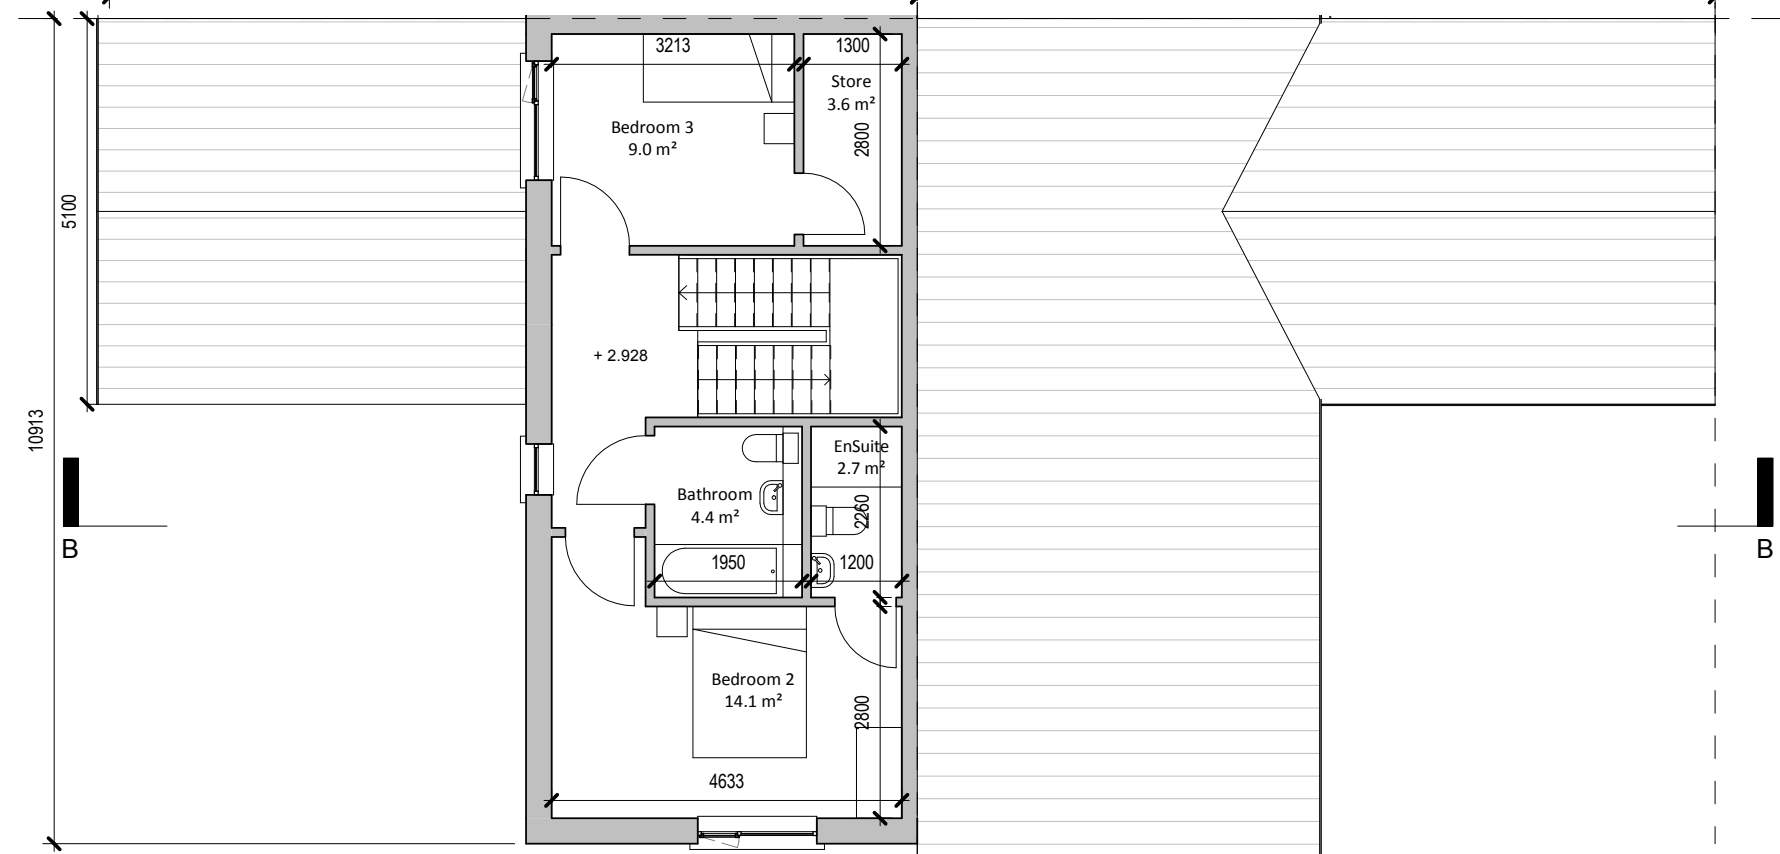 3213
1300
Store
3.6 m²
2800
Bedroom 3
9.0 m²
5100
+ 2.928
10913
EnSuite
2.7 m²
Bathroom
4.4 m²
2260
B
B
1950
1200
Bedroom 2
14.1 m²
2800
4633